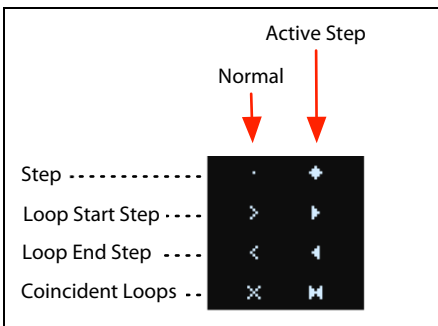 Active Step
Normal
Step
Loop Start Step
Loop End Step
Coincident Loops